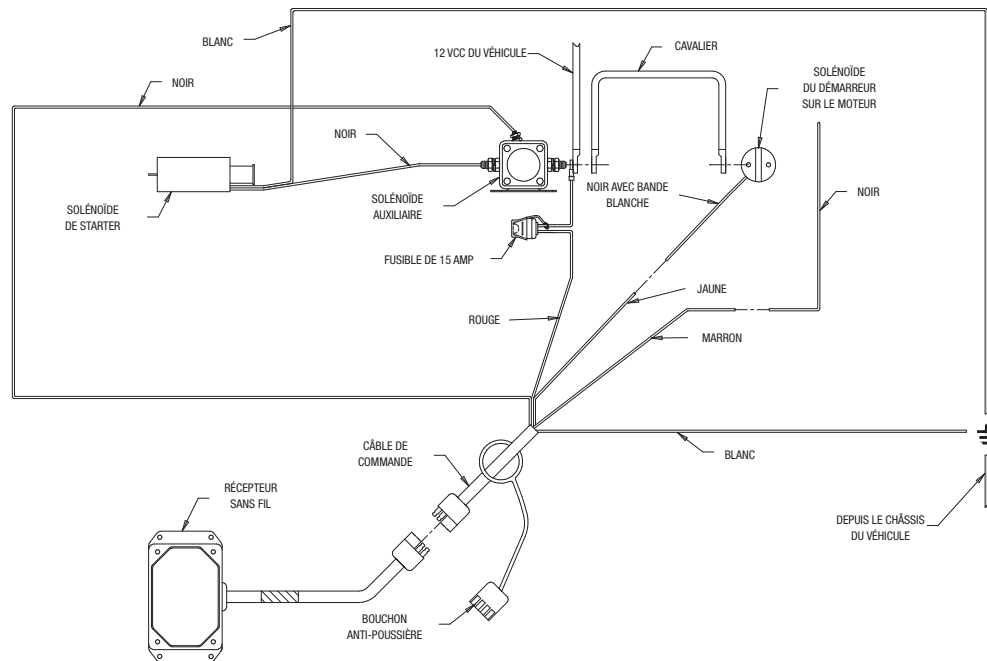 BLANC
12 VCC DU VÉHICULE
CAVALIER
SOLÉNOÏDE
DU DÉMARREUR
SUR LE MOTEUR
NOIR
NOIR
SOLÉNOÏDE
DE STARTER
SOLÉNOÏDE
AUXILIAIRE
NOIR AVEC BANDE
BLANCHE
NOIR
FUSIBLE DE 15 AMP
JAUNE
ROUGE
MARRON
CÂBLE DE
COMMANDE
BLANC
RÉCEPTEUR
SANS FIL
DEPUIS LE CHÂSSIS
DU VÉHICULE
BOUCHON
ANTI-POUSSIÈRE